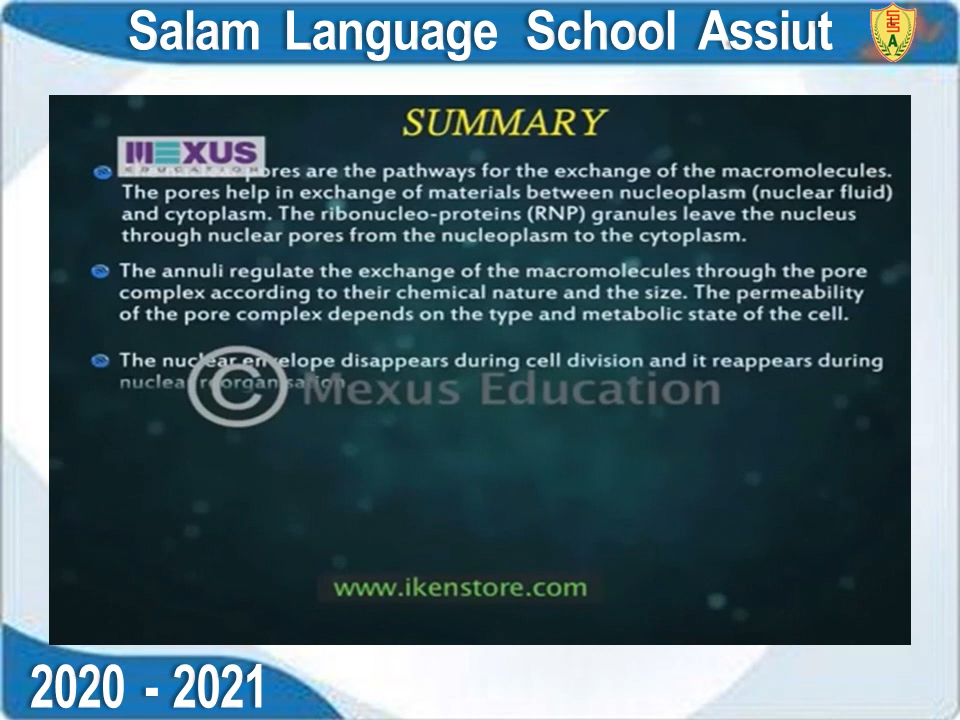 Salam Language School Assiut
SUMMARY
MEXUS
EDUCATION
pores are the pathways for the exchange of the macromolecules.
The pores help in exchange of materials between nucleoplasm (nuclear fluid)
and cytoplasm. The ribonucleo-proteins (RNP) granules leave the nucleus
through nuclear pores from the nucleoplasm to the cytoplasm.
The annuli regulate the exchange of the macromolecules through the pore
complex according to their chemical nature and the size. The permeability
of the pore complex depends on the type and metabolic state of the cell.
The nuclear envelope disappears during cell division and it reappears during
nuclear reorganisation.
© Mexus Education
www.ikenstore.com
2020 - 2021